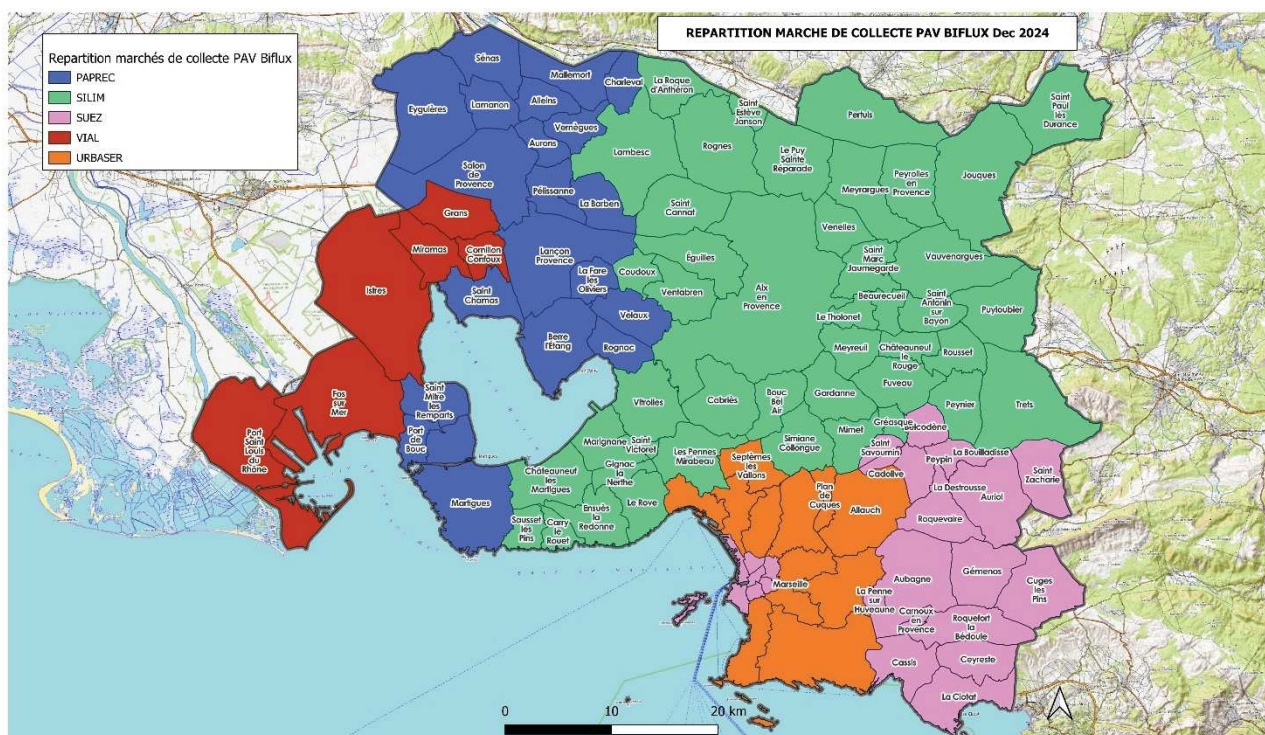 REPARTITION MARCHE DE COLLECTE PAV BIFLUX Dec 2024
Repartition marchés de collecte PAV Biflux
PAPREC
SILIM
SUEZ
VIAL
URBASER
Sénas
Mallemort
Charleval
Eyguières
Lamanon
Alleins
Vernègues
Aurons
Salon
de
Provence
Pélissanne
La Barben
La Roque
d'Anthéron
Saint
Estève
Janson
Pertuis
Saint
Paul
lès
Durance
Lambesc
Rognes
Le Puy
Sainte
Réparade
Meyrargues
Peyrolles
en
Provence
Jouques
Grans
Miramas
Cornillon
Confoux
Lançon
Provence
Saint
Cannat
Venelles
Istres
Saint
Chamas
La Fare
les
Oliviers
Coudoux
Éguilles
Ventabren
Aix
en
Provence
Saint
Marc
Jaumegarde
Vauvenargues
Beaurecueil
Saint
Antonin
sur
Bayon
Puyloubier
Velaux
Berre
l'Étang
Rognac
Le Tholonet
Meyreuil
Châteauneuf
le
Rouge
Rousset
Fos
sur
Mer
Saint
Mitre
les
Remparts
Port
de
Bouc
Port
Saint
Louis
du
Rhône
Vitrolles
Cabriès
Bouc
Bel
Air
Gardanne
Fuveau
Peynier
Trets
Marignane
Saint
Victoret
Les Pennes
Mirabeau
Simiane
Collongue
Mimet
Gréasque
Belcodène
Saint
Savournin
Peypin
La Bouilladisse
Châteauneuf
les
Martigues
Gignac
la
Nerthe
Septèmes
les
Vallons
Cadolive
Saint
Zacharie
Martigues
Sausset
les
Pins
Carry
le
Rouet
Ensuès
la
Redonne
Le Rove
Plan
de
Cuques
Allauch
La Destrousse
Auriol
Roquevaire
Marseille
La Penne
sur
Huveaune
Aubagne
Gémenos
Cuges
les
Pins
Carnoux
en
Provence
Roquefort
la
Bédoule
Cassis
Ceyreste
La Ciotat
0 10 20 km